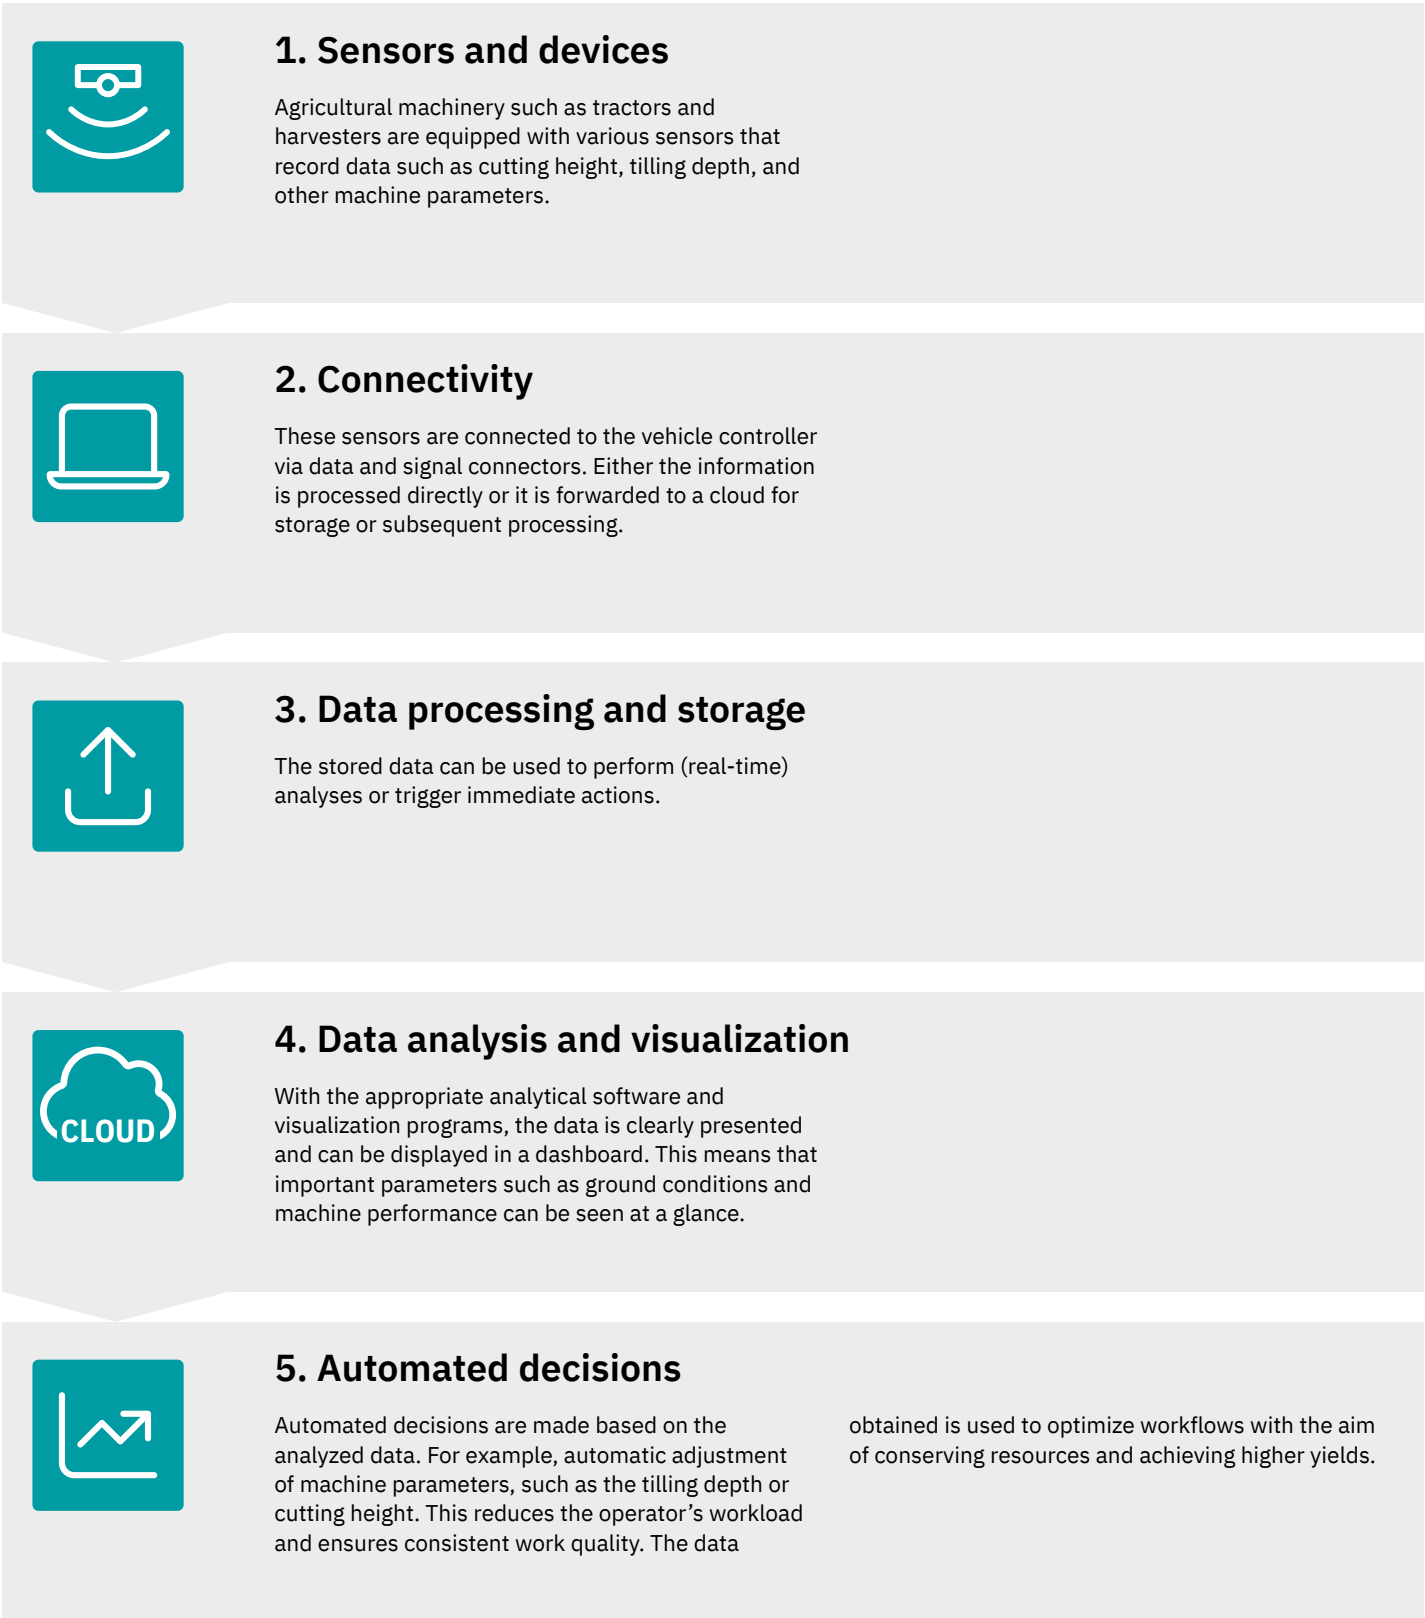 1. Sensors and devices
Agricultural machinery such as tractors and
harvesters are equipped with various sensors that
record data such as cutting height, tilling depth, and
other machine parameters.
2. Connectivity
These sensors are connected to the vehicle controller
via data and signal connectors. Either the information
is processed directly or it is forwarded to a cloud for
storage or subsequent processing.
3. Data processing and storage
The stored data can be used to perform (real-time)
analyses or trigger immediate actions.
CLOUD
4. Data analysis and visualization
With the appropriate analytical software and
visualization programs, the data is clearly presented
and can be displayed in a dashboard. This means that
important parameters such as ground conditions and
machine performance can be seen at a glance.
5. Automated decisions
Automated decisions are made based on the
analyzed data. For example, automatic adjustment
of machine parameters, such as the tilling depth or
cutting height. This reduces the operator’s workload
and ensures consistent work quality. The data
obtained is used to optimize workflows with the aim
of conserving resources and achieving higher yields.